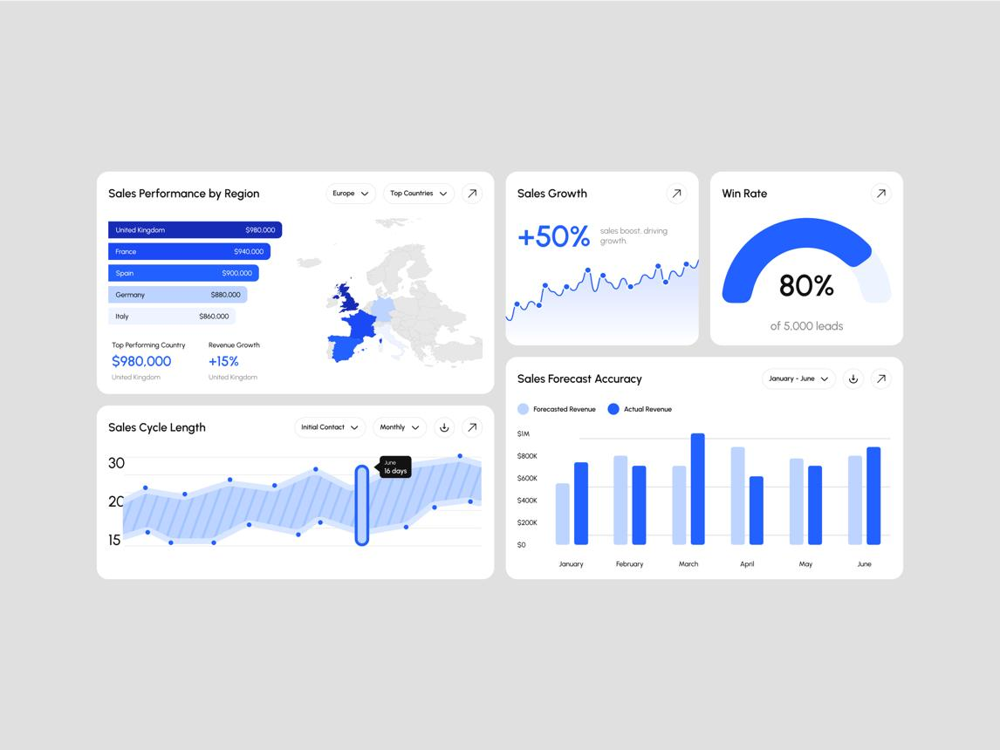 Sales Performance by Region
Europe
Top Countries
United Kingdom $980,000
France $940,000
Spain $900,000
Germany $880,000
Italy $860,000
Top Performing Country
$980,000
United Kingdom
Revenue Growth
+15%
United Kingdom
Sales Growth
+50%
sales boost, driving
growth.
Win Rate
80%
of 5,000 leads
Sales Cycle Length
Initial Contact
Monthly
30
20
15
June
16 days
Sales Forecast Accuracy
January - June
Forecasted Revenue
Actual Revenue
$1M
$800K
$600K
$400K
$200K
$0
January February March April May June